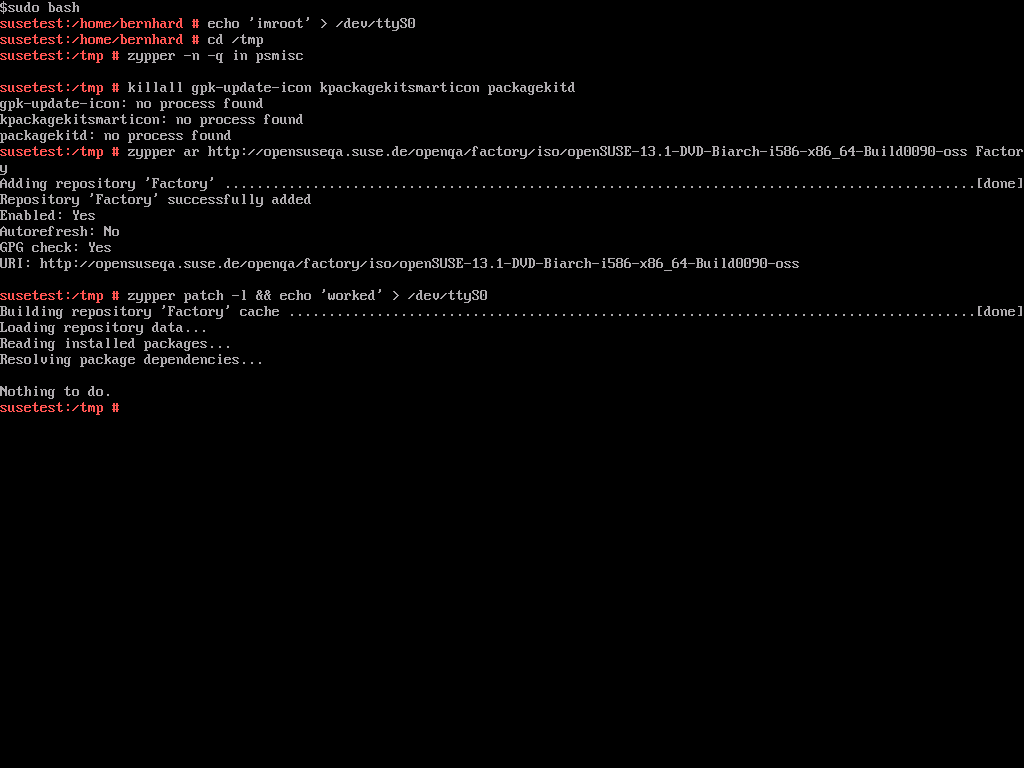 $sudo bash
susetest:/home/bernhard # echo 'imroot' > /dev/ttyS0
susetest:/home/bernhard # cd /tmp
susetest:/tmp # zypper -n -q in psmisc
susetest:/tmp # killall gpk-update-icon kpackagekitsmarticon packagekitd
gpk-update-icon: no process found
kpackagekitsmarticon: no process found
packagekitd: no process found
susetest:/tmp # zypper ar http://opensuseqa.suse.de/openqa/factory/iso/openSUSE-13.1-DVD-Biarch-i586-x86_64-Build0090-oss Factor
y
Adding repository 'Factory' ..............................................................................................[done]
Repository 'Factory' successfully added
Enabled: Yes
Autorefresh: No
GPG check: Yes
URI: http://opensuseqa.suse.de/openqa/factory/iso/openSUSE-13.1-DVD-Biarch-i586-x86_64-Build0090-oss
susetest:/tmp # zypper patch -l && echo 'worked' > /dev/ttyS0
Building repository 'Factory' cache ......................................................................................[done]
Loading repository data...
Reading installed packages...
Resolving package dependencies...
Nothing to do.
susetest:/tmp #